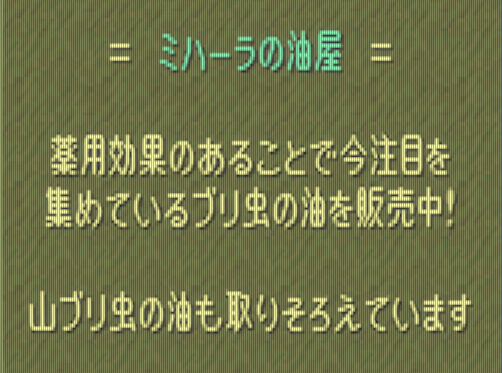 = ミハーラの油屋 =
薬用効果のあることで今注目を
集めているブリ虫の油を販売中!
山ブリ虫の油も取りそろえています